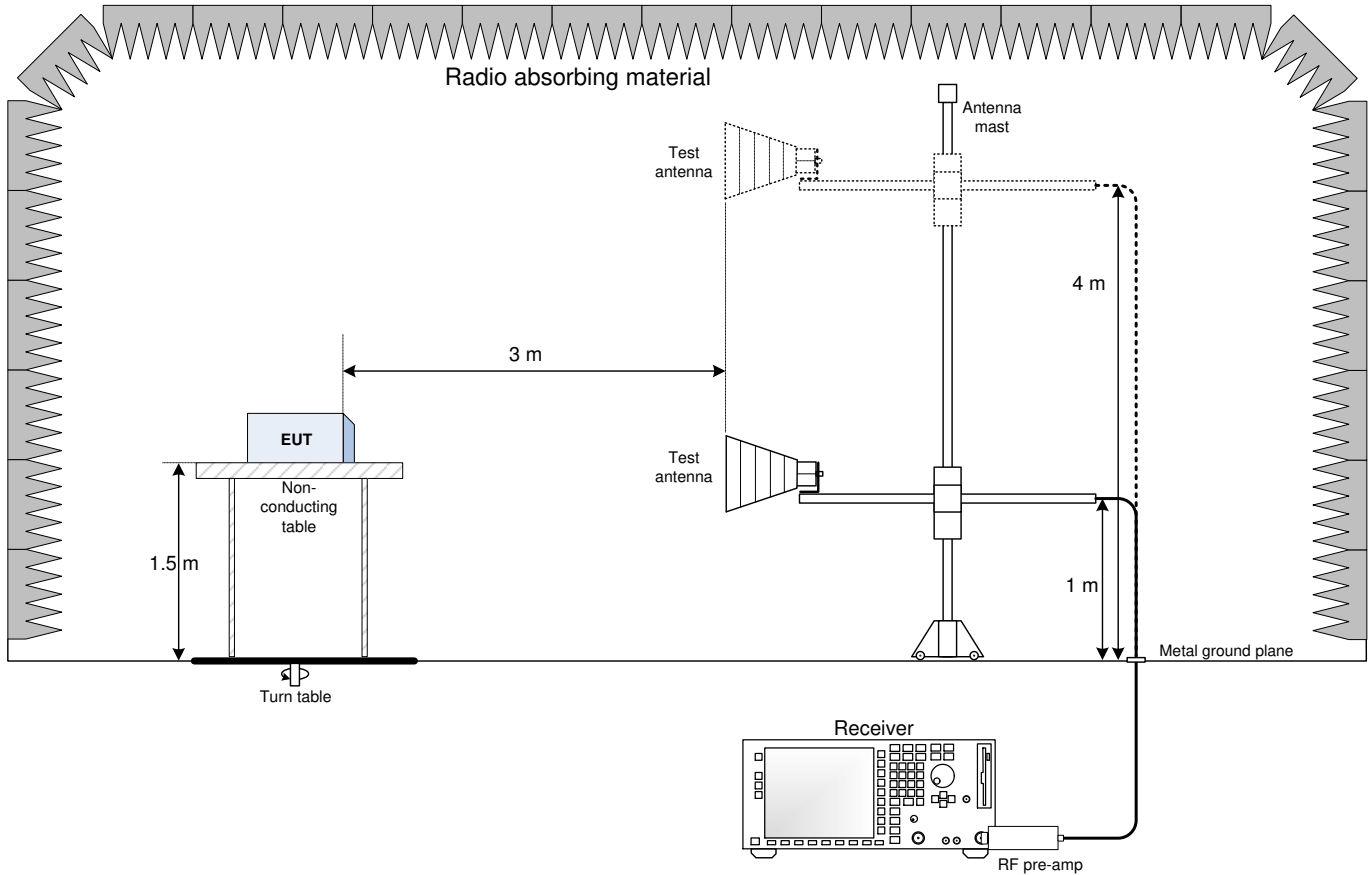 Radio absorbing material
Antenna
mast
Test
antenna
4 m
3 m
EUT
Test
antenna
Non-
conducting
table
1.5 m
1 m
Metal ground plane
Turn table
Receiver
RF pre-amp